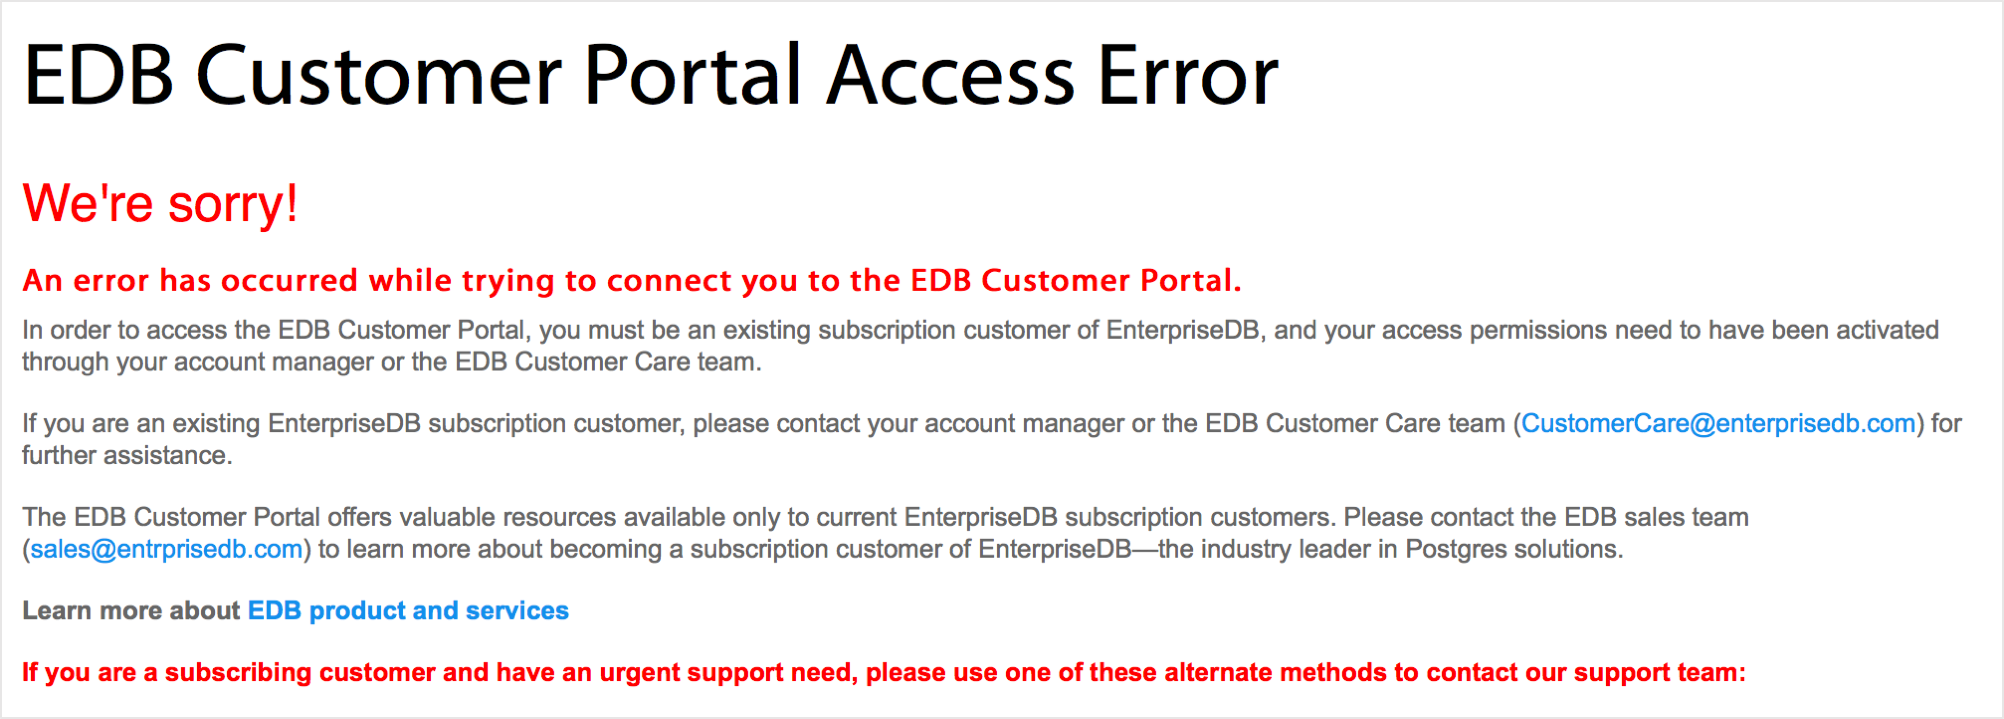 EDB Customer Portal Access Error
We're sorry!
An error has occurred while trying to connect you to the EDB Customer Portal.
In order to access the EDB Customer Portal, you must be an existing subscription customer of EnterpriseDB, and your access permissions need to have been activated
through your account manager or the EDB Customer Care team.
If you are an existing EnterpriseDB subscription customer, please contact your account manager or the EDB Customer Care team (CustomerCare@enterprisedb.com) for
further assistance.
The EDB Customer Portal offers valuable resources available only to current EnterpriseDB subscription customers. Please contact the EDB sales team
(sales@entrprisedb.com) to learn more about becoming a subscription customer of EnterpriseDB—the industry leader in Postgres solutions.
Learn more about EDB product and services
If you are a subscribing customer and have an urgent support need, please use one of these alternate methods to contact our support team: